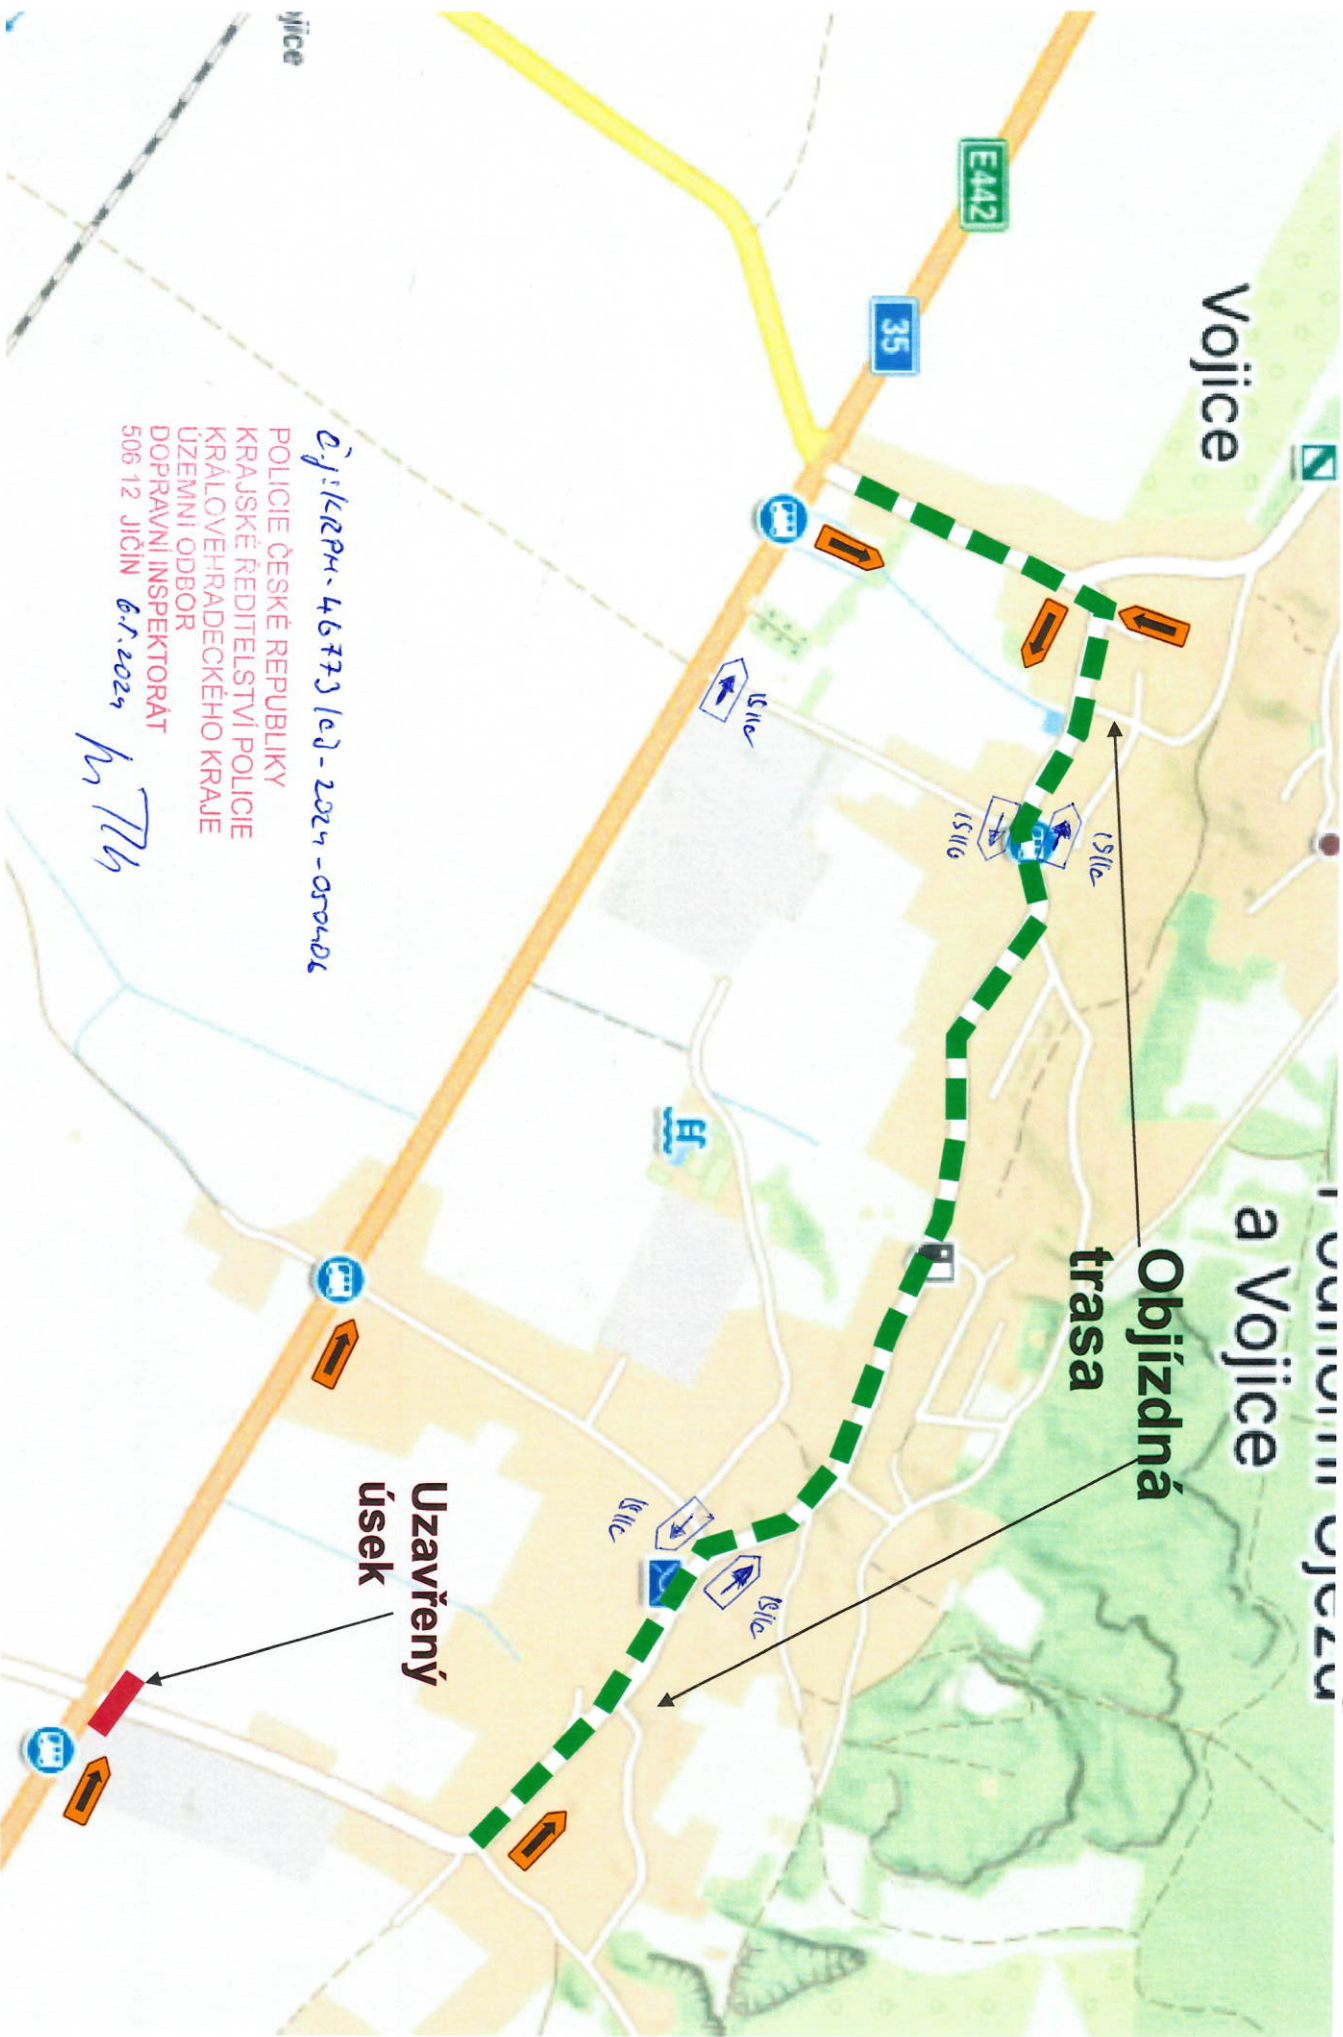 E442
35
Vojice
a Vojice
Objízdná
trasa
Uzavřený
úsek
č.j.: KRPH-46773/ČJ-2024-050406
POLICIE ČESKÉ REPUBLIKY
KRAJSKÉ ŘEDITELSTVÍ POLICIE
KRÁLOVÉHRADECKÉHO KRAJE
ÚZEMNÍ ODBOR
DOPRAVNÍ INSPEKTORÁT
506 12 JIČÍN 6.5.2024
IS11c
IS11c
IS11c
IS11c